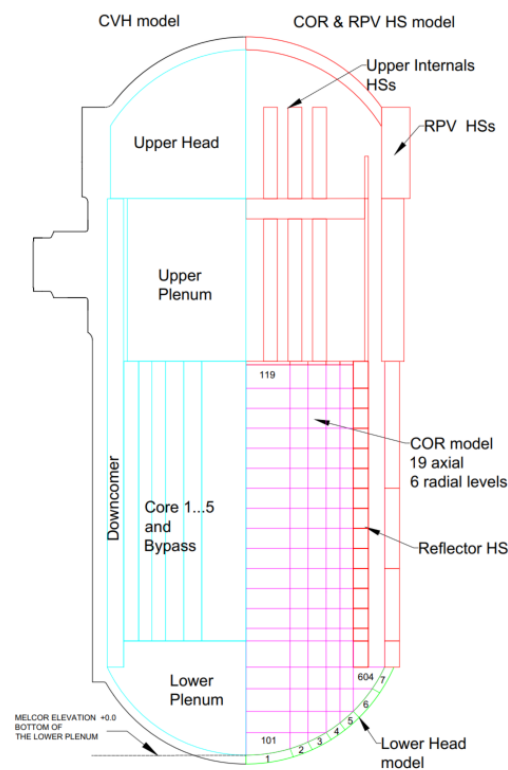 CVH model
COR & RPV HS model
Upper Internals
HSs
RPV HSs
Upper Head
Upper
Plenum
119
COR model
19 axial
6 radial levels
Downcomer
Core 1...5
and
Bypass
Reflector HS
Lower
Plenum
604
7
6
5
4
3
2
1
101
MELCOR ELEVATION +0.0
BOTTOM OF
THE LOWER PLENUM
Lower Head
model